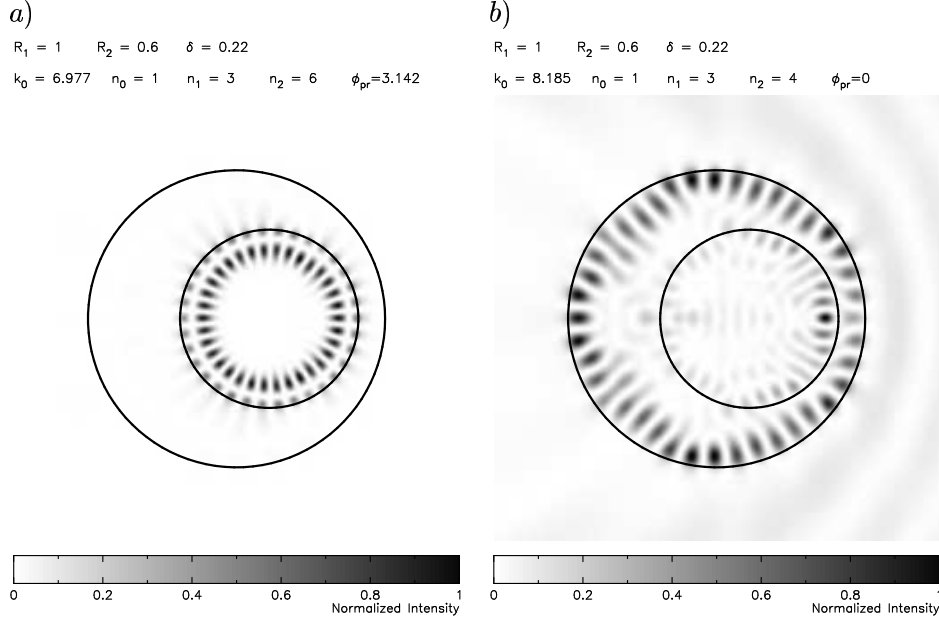 a)
R₁ = 1 R₂ = 0.6 δ = 0.22
k₀ = 6.977 n₀ = 1 n₁ = 3 n₂ = 6 ϕpr=3.142
0 0.2 0.4 0.6 0.8 1
Normalized Intensity
b)
R₁ = 1 R₂ = 0.6 δ = 0.22
k₀ = 8.185 n₀ = 1 n₁ = 3 n₂ = 4 ϕpr=0
0 0.2 0.4 0.6 0.8 1
Normalized Intensity